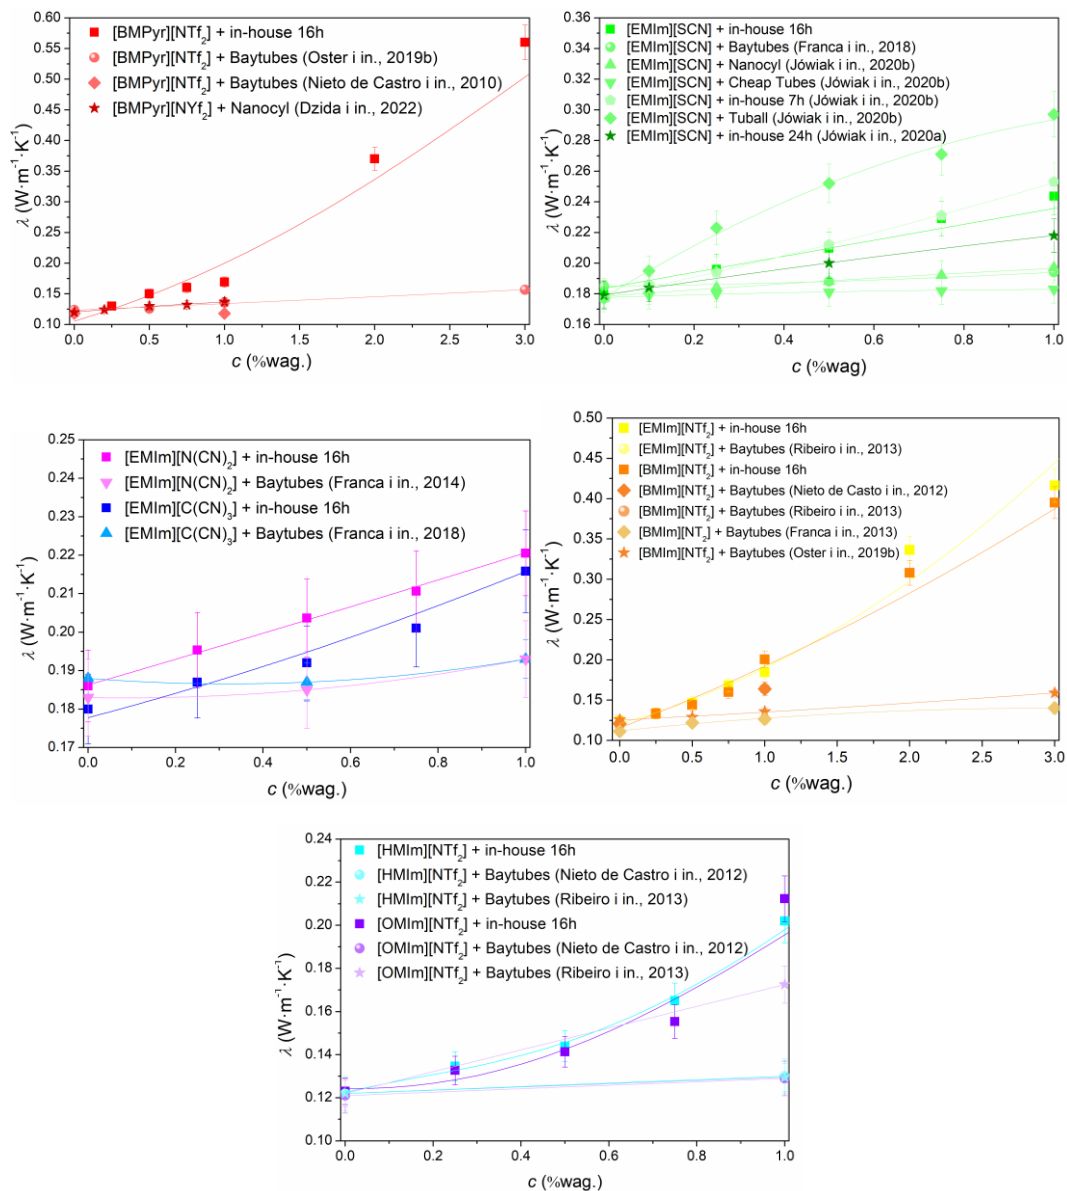 0.60
0.55
0.50
0.45
0.40
0.35
0.30
0.25
0.20
0.15
0.10
λ (W·m⁻¹·K⁻¹)
[BMPyr][NTf₂] + in-house 16h
[BMPyr][NTf₂] + Baytubes (Oster i in., 2019b)
[BMPyr][NTf₂] + Baytubes (Nieto de Castro i in., 2010)
[BMPyr][NYf₂] + Nanocyl (Dzida i in., 2022)
0.0 0.5 1.0 1.5 2.0 2.5 3.0
c (%wag.)
0.36
0.34
0.32
0.30
0.28
0.26
0.24
0.22
0.20
0.18
0.16
λ (W·m⁻¹·K⁻¹)
[EMIm][SCN] + in-house 16h
[EMIm][SCN] + Baytubes (Franca i in., 2018)
[EMIm][SCN] + Nanocyl (Jówiak i in., 2020b)
[EMIm][SCN] + Cheap Tubes (Jówiak i in., 2020b)
[EMIm][SCN] + in-house 7h (Jówiak i in., 2020b)
[EMIm][SCN] + Tuball (Jówiak i in., 2020b)
[EMIm][SCN] + in-house 24h (Jówiak i in., 2020a)
0.0 0.2 0.4 0.6 0.8 1.0
c (%wag)
0.25
0.24
0.23
0.22
0.21
0.20
0.19
0.18
0.17
λ (W·m⁻¹·K⁻¹)
[EMIm][N(CN)₂] + in-house 16h
[EMIm][N(CN)₂] + Baytubes (Franca i in., 2014)
[EMIm][C(CN)₃] + in-house 16h
[EMIm][C(CN)₃] + Baytubes (Franca i in., 2018)
0.0 0.2 0.4 0.6 0.8 1.0
c (%wag.)
0.50
0.45
0.40
0.35
0.30
0.25
0.20
0.15
0.10
λ (W·m⁻¹·K⁻¹)
[EMIm][NTf₂] + in-house 16h
[EMIm][NTf₂] + Baytubes (Ribeiro i in., 2013)
[BMIm][NTf₂] + in-house 16h
[BMIm][NTf₂] + Baytubes (Nieto de Casto i in., 2012)
[BMIm][NTf₂] + Baytubes (Ribeiro i in., 2013)
[BMIm][NT₂] + Baytubes (Franca i in., 2013)
[BMIm][NTf₂] + Baytubes (Oster i in., 2019b)
0.0 0.5 1.0 1.5 2.0 2.5 3.0
c (%wag.)
0.24
0.22
0.20
0.18
0.16
0.14
0.12
0.10
λ (W·m⁻¹·K⁻¹)
[HMIm][NTf₂] + in-house 16h
[HMIm][NTf₂] + Baytubes (Nieto de Castro i in., 2012)
[HMIm][NTf₂] + Baytubes (Ribeiro i in., 2013)
[OMIm][NTf₂] + in-house 16h
[OMIm][NTf₂] + Baytubes (Nieto de Castro i in., 2012)
[OMIm][NTf₂] + Baytubes (Ribeiro i in., 2013)
0.0 0.2 0.4 0.6 0.8 1.0
c (%wag.)